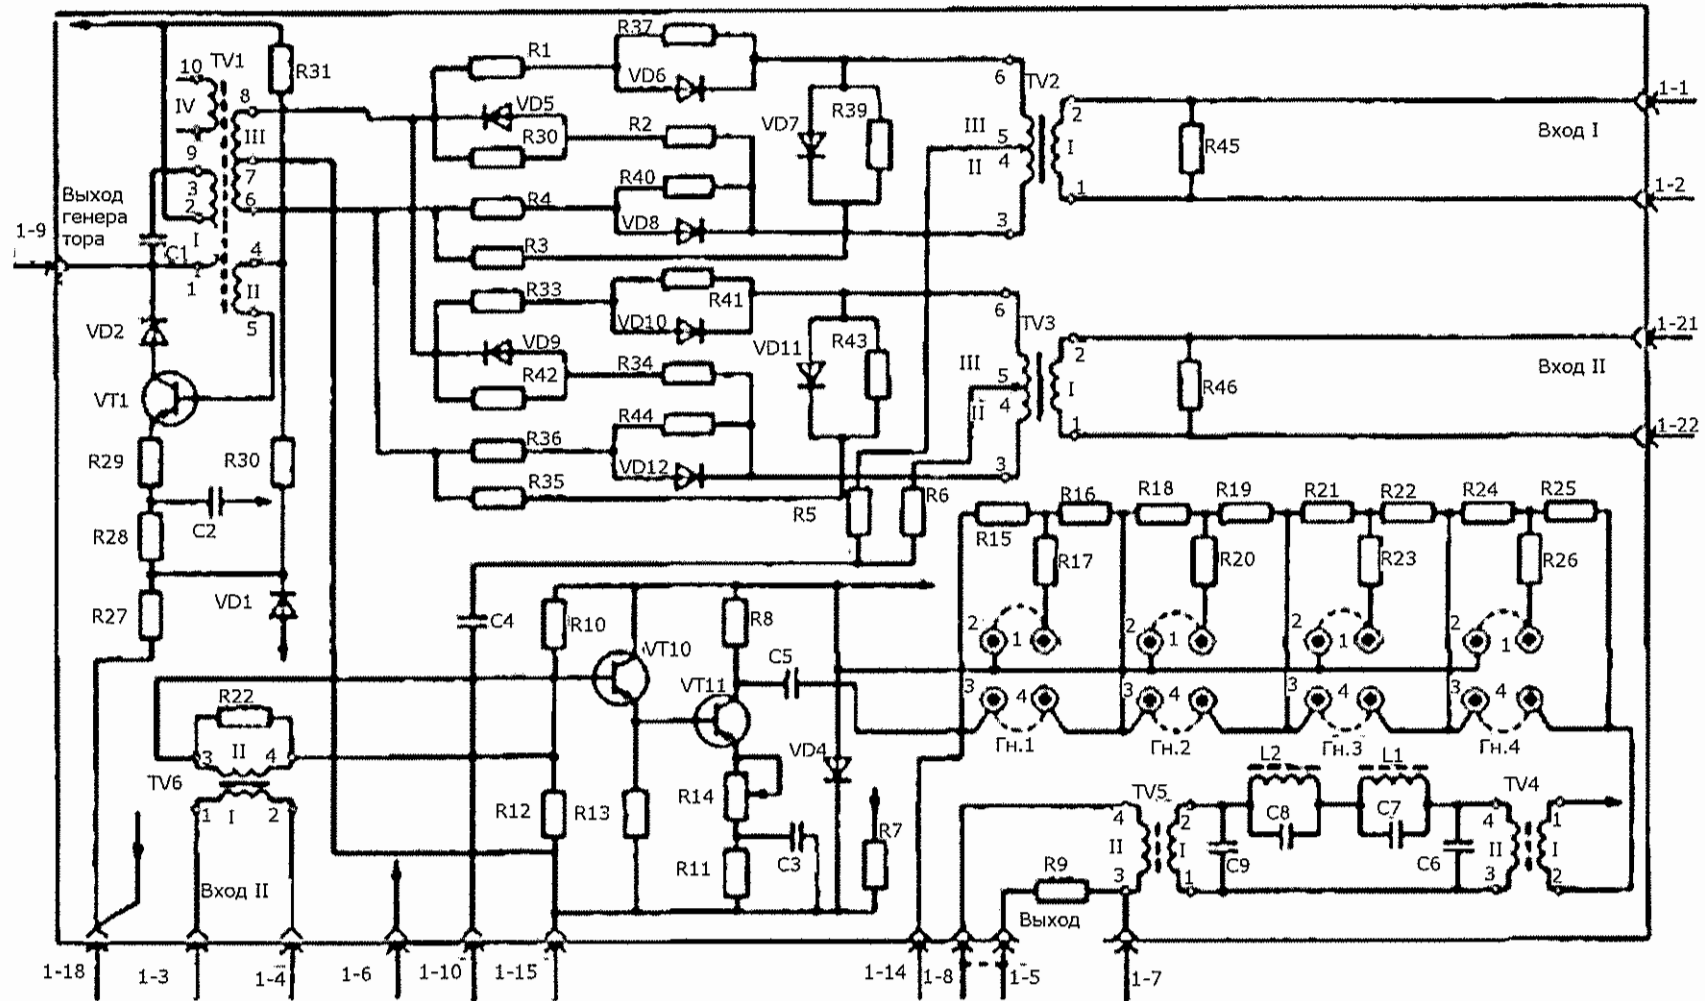 R37
R1
TV1
R31
10
VD6
6
TV2
1-1
IV
8
VD5
R39
2
III
R30
R2
VD7
III
Вход I
9
5
R45
7
II
4
I
3
Выход
генера
тора
2
6
R40
1
1-2
1-9
R4
I
VD8
3
C1
4
R3
1
II
R33
R41
6
VD10
TV3
1-21
VD2
5
VD9
VD11
R43
2
III
Вход II
R42
R34
5
R46
VT1
II
4
I
R44
1
1-22
R36
R29
R30
VD12
3
R35
R6
R16
R18
R19
R21
R22
R24
R25
R5
C2
R15
R28
R17
R20
R23
R26
VD1
R27
C4
R10
R8
2
1
2
1
2
1
2
1
VT10
C5
VT11
R22
3
4
3
4
3
4
3
4
II
3
4
VD4
Гн.1
Гн.2
Гн.3
Гн.4
TV6
L2
L1
R14
TV5
TV4
1
I
2
R12
R13
4
2
C8
C7
4
1
R7
C3
II
I
C9
C6
II
I
R11
R9
3
1
3
2
Вход II
Выход
1-18
1-3
1-4
1-6
1-10
1-15
1-14
1-8
1-5
1-7